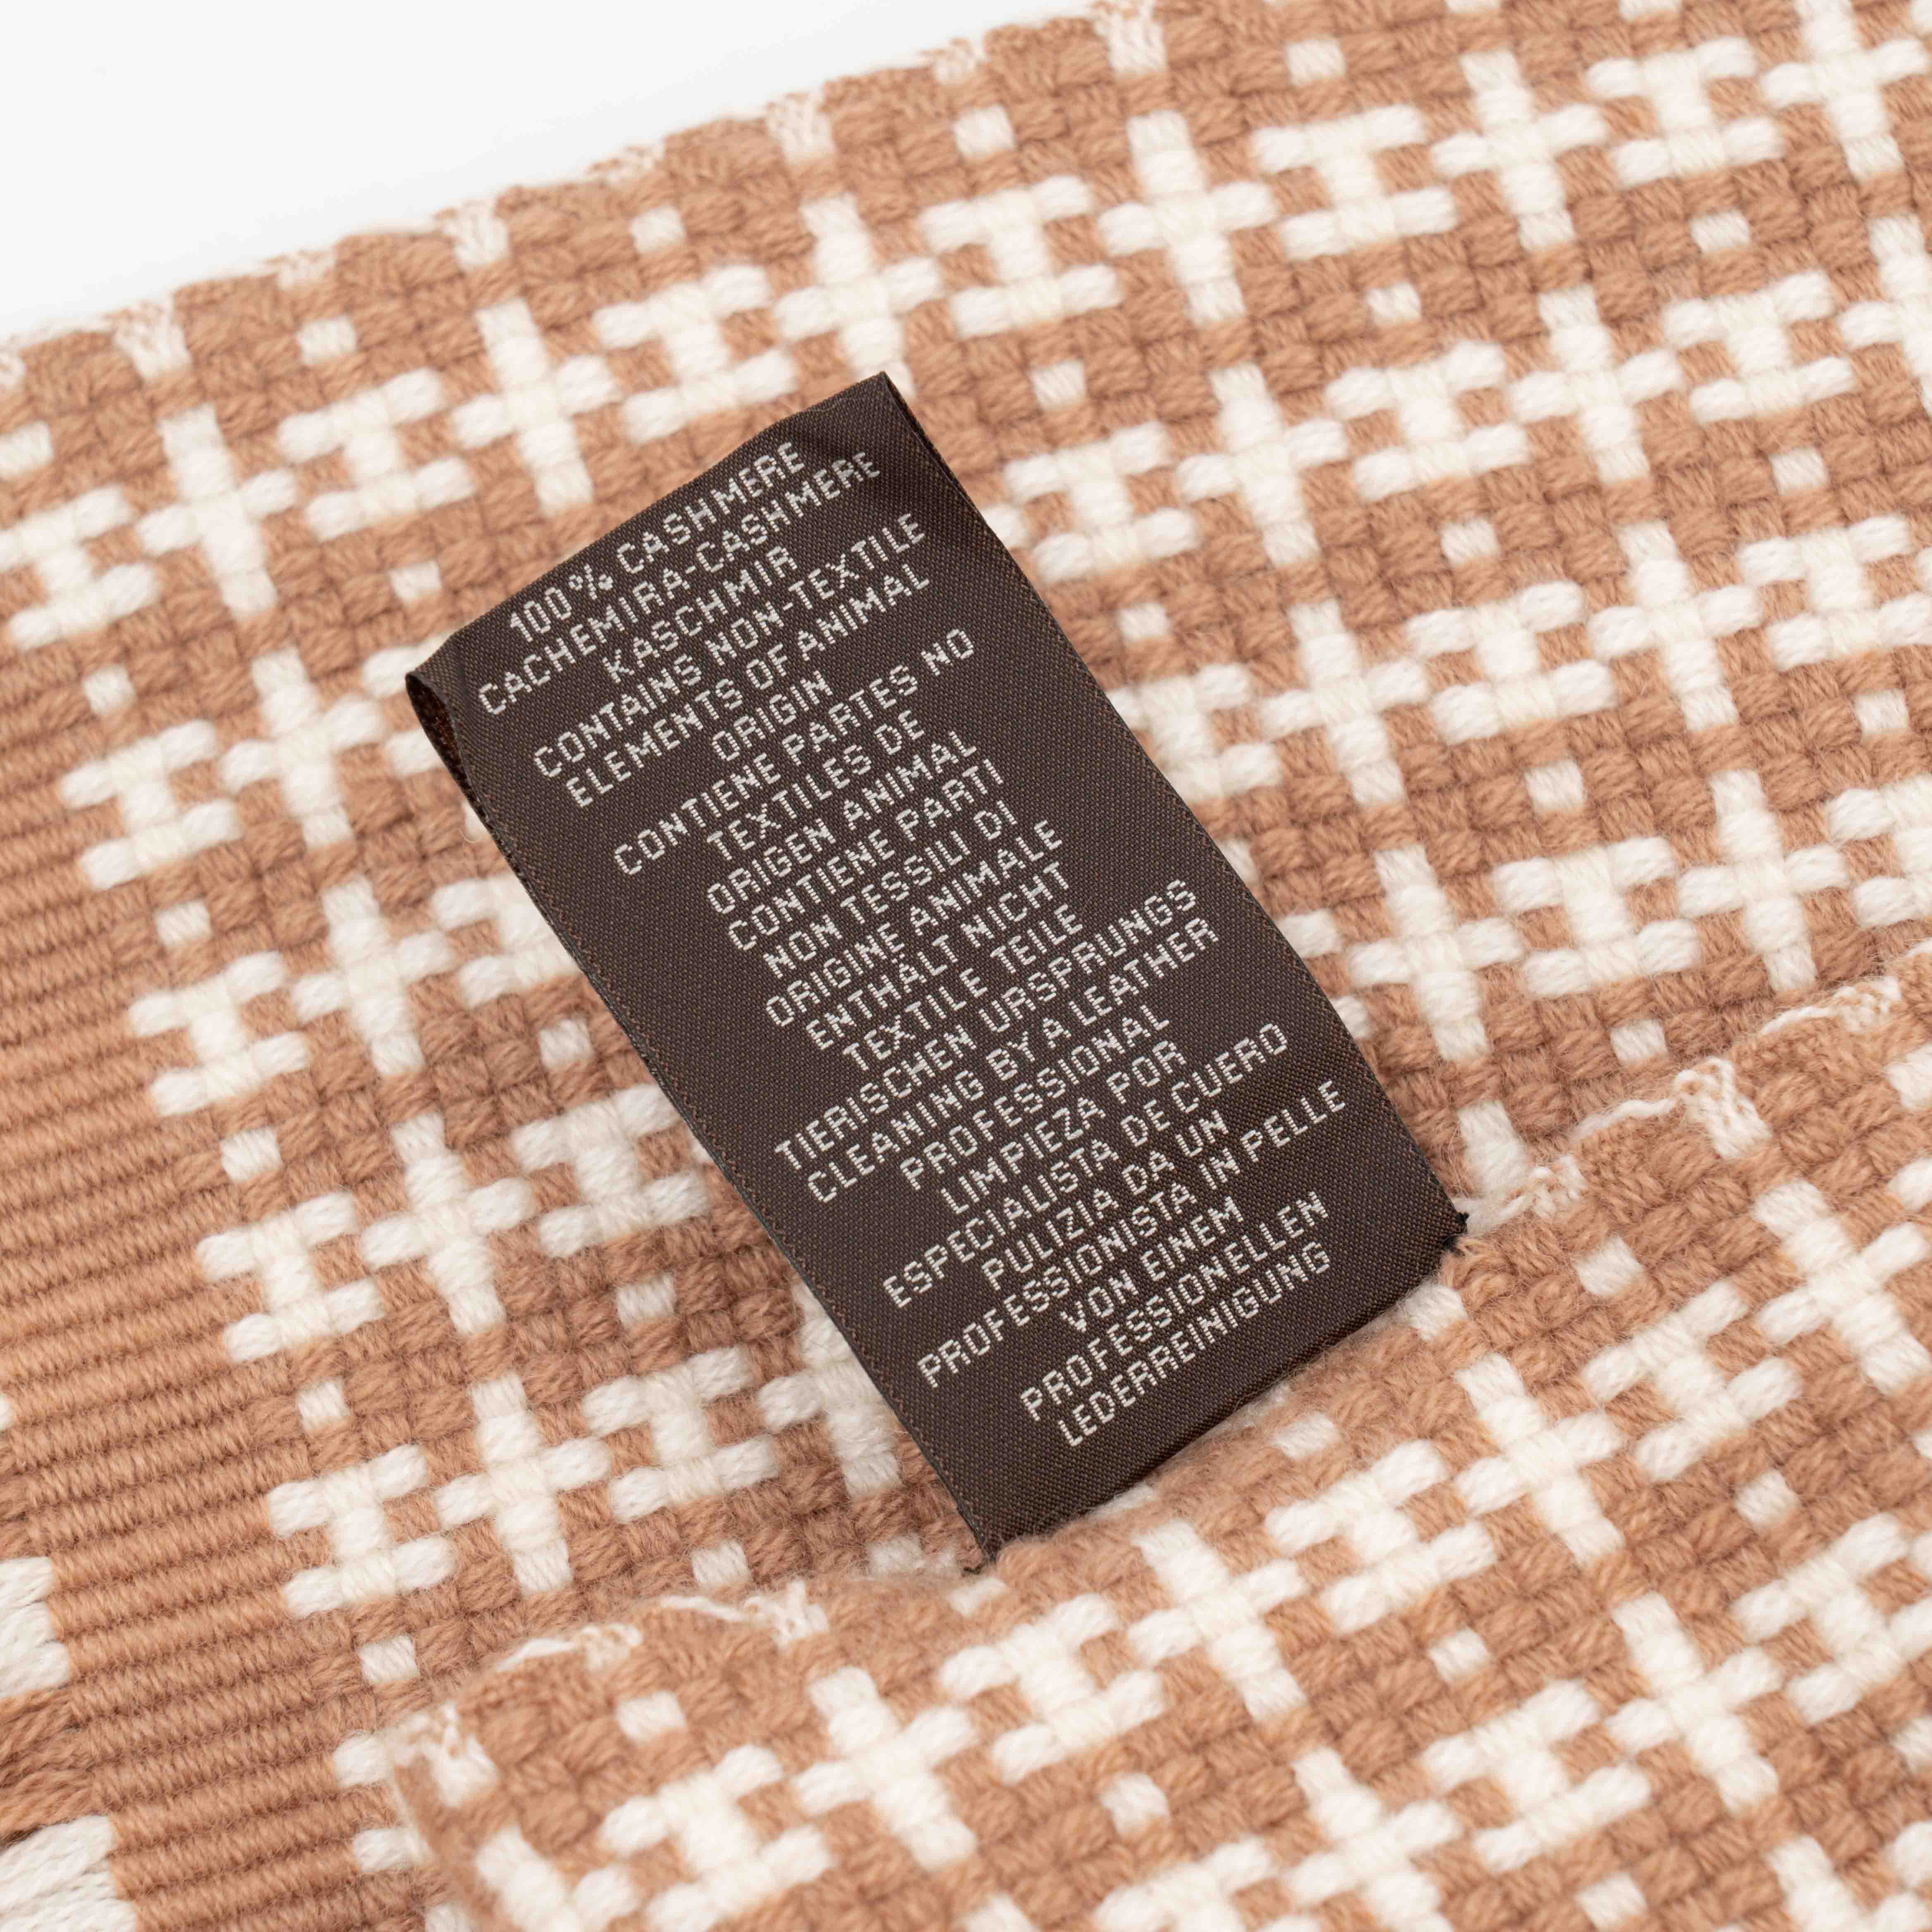 100% CASHMERE
CACHEMIRA-CASHMERE
KASCHMIR
CONTAINS NON-TEXTILE
ELEMENTS OF ANIMAL
ORIGIN
CONTIENE PARTES NO
TEXTILES DE
ORIGEN ANIMAL
CONTIENE PARTI
NON TESSILI DI
ORIGINE ANIMALE
ENTHÄLT NICHT
TEXTILE TEILE
TIERISCHEN URSPRUNGS
CLEANING BY A LEATHER
PROFESSIONAL
LIMPIEZA POR
ESPECIALISTA DE CUERO
PULIZIA DA UN
PROFESSIONISTA IN PELLE
VON EINEM
PROFESSIONELLEN
LEDERREINIGUNG